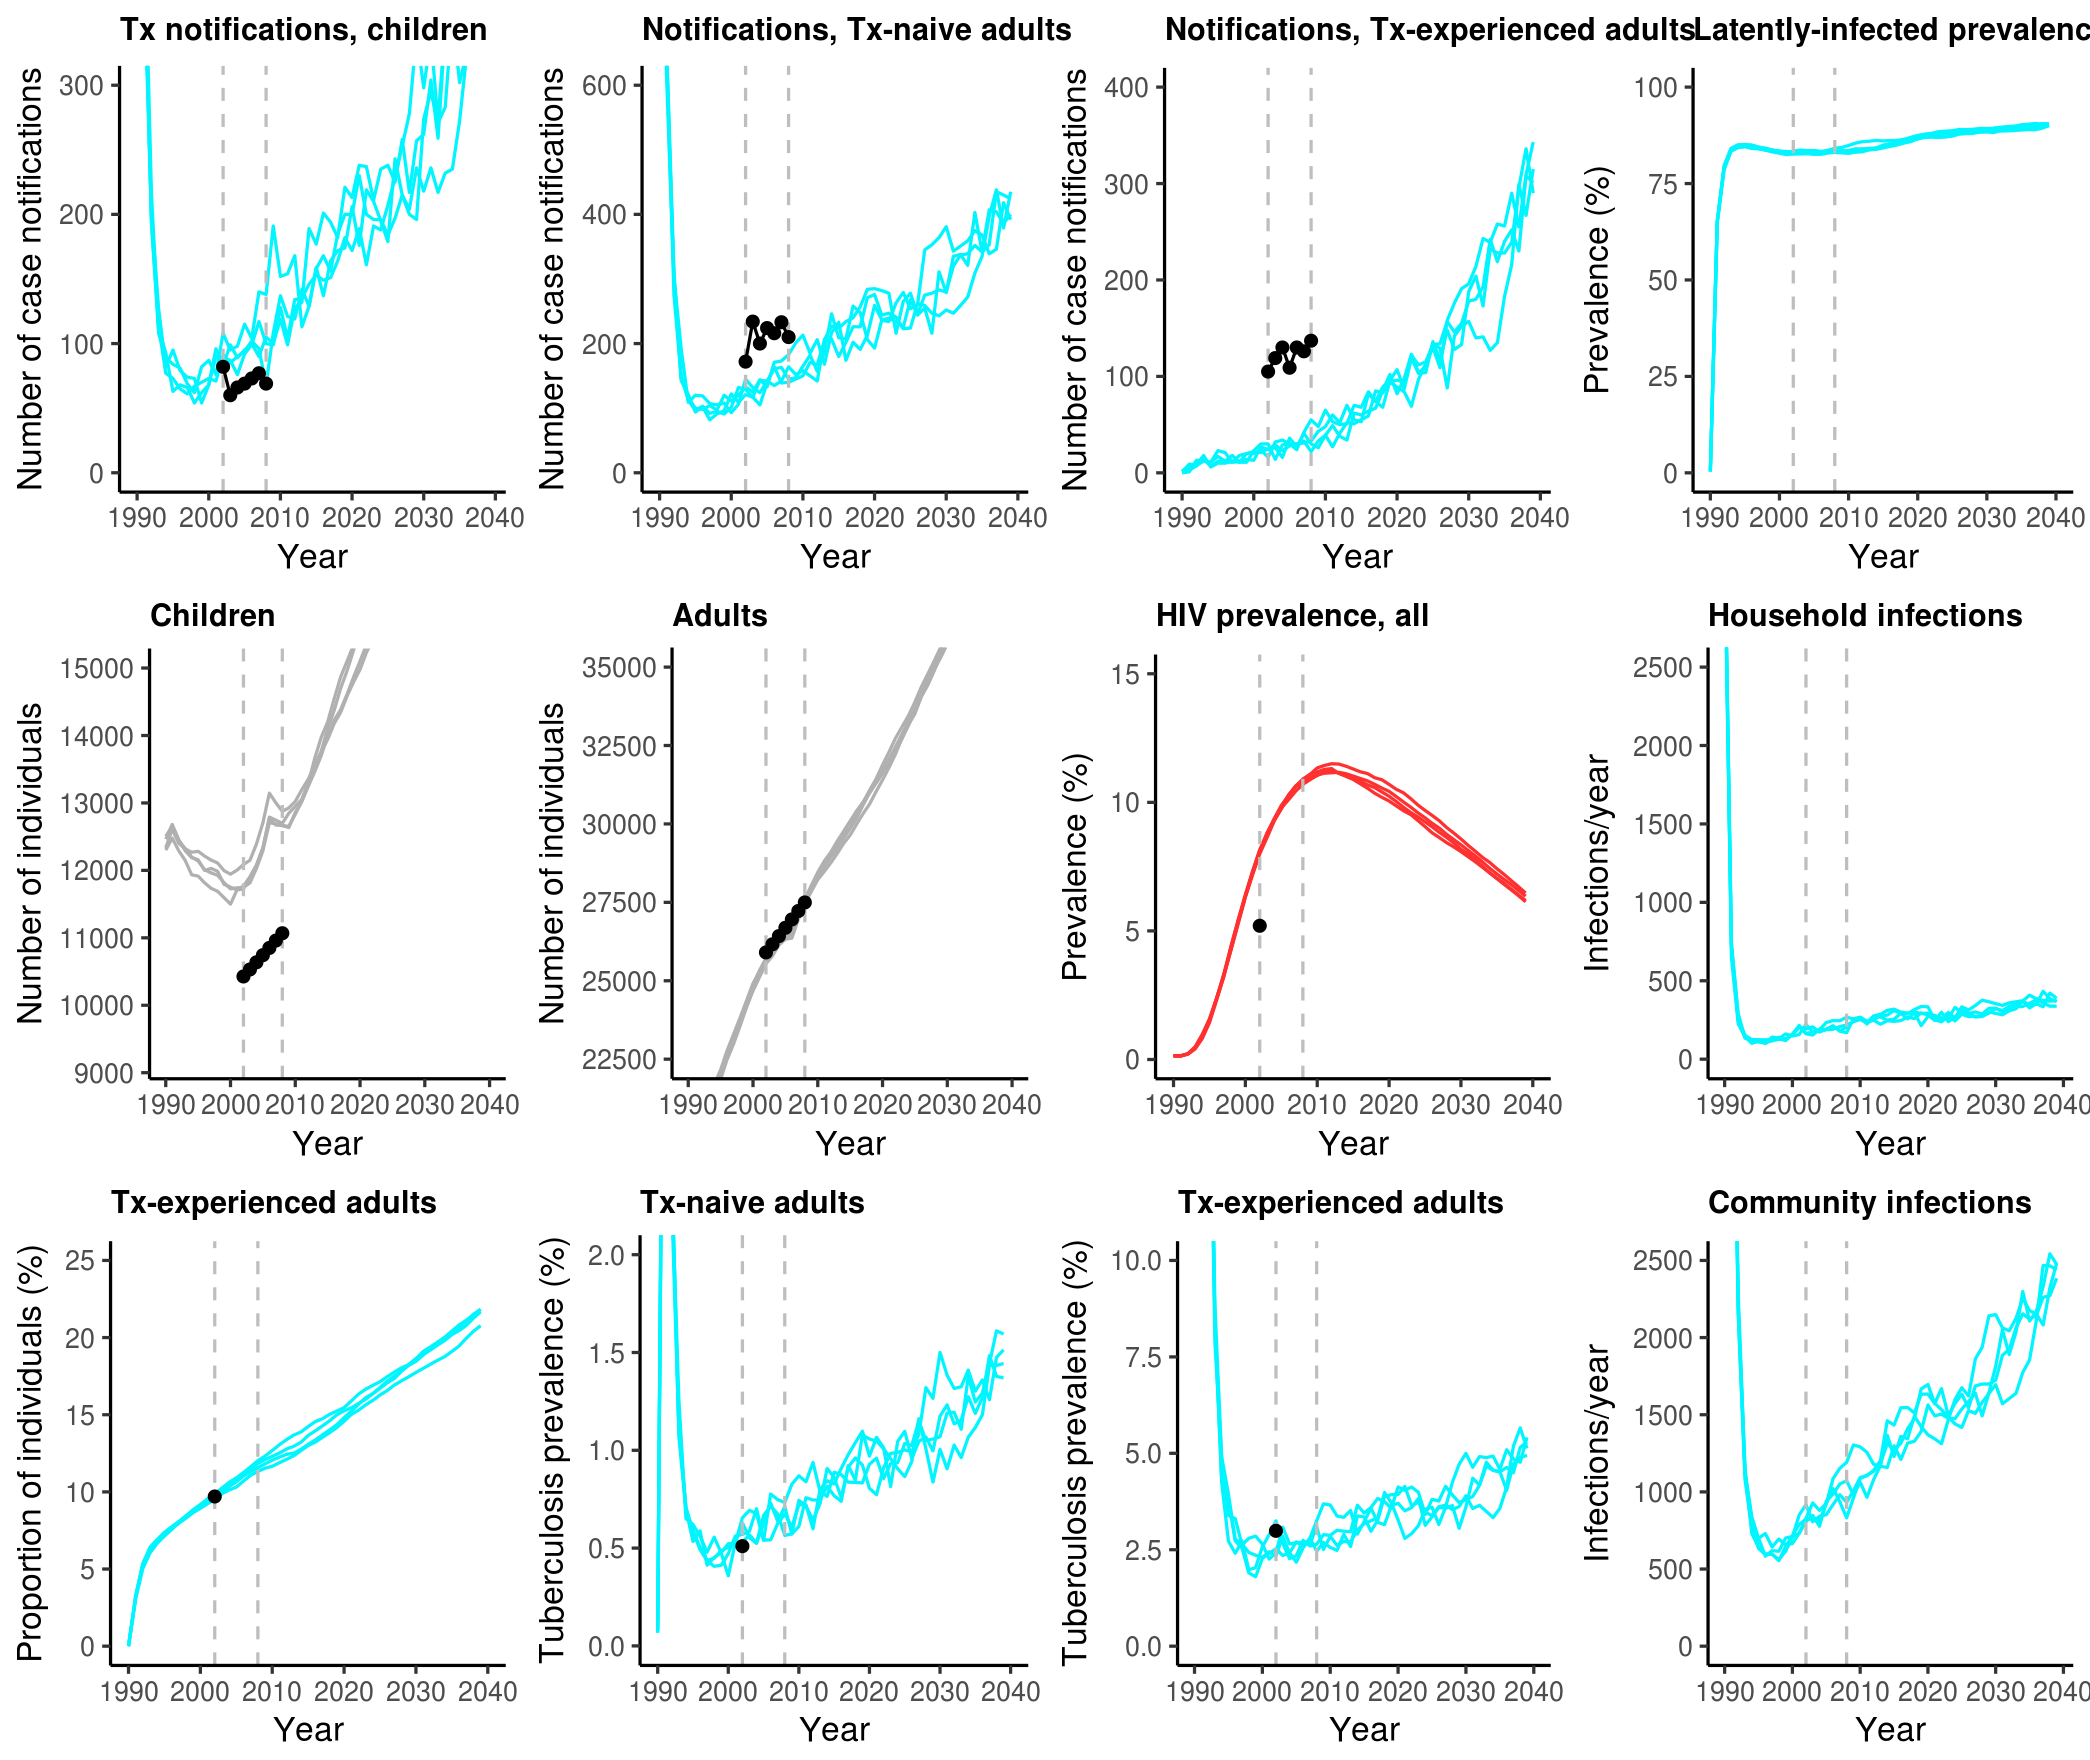 Tx notifications, children
Number of case notifications
300
200
100
0
1990 2000 2010 2020 2030 2040
Year
Notifications, Tx-naive adults
Number of case notifications
600
400
200
0
1990 2000 2010 2020 2030 2040
Year
Notifications, Tx-experienced adults
Number of case notifications
400
300
200
100
0
1990 2000 2010 2020 2030 2040
Year
Latently-infected prevalenc
Prevalence (%)
100
75
50
25
0
1990 2000 2010 2020 2030 2040
Year
Children
Number of individuals
15000
14000
13000
12000
11000
10000
9000
1990 2000 2010 2020 2030 2040
Year
Adults
Number of individuals
35000
32500
30000
27500
25000
22500
1990 2000 2010 2020 2030 2040
Year
HIV prevalence, all
Prevalence (%)
15
10
5
0
1990 2000 2010 2020 2030 2040
Year
Household infections
Infections/year
2500
2000
1500
1000
500
0
1990 2000 2010 2020 2030 2040
Year
Tx-experienced adults
Proportion of individuals (%)
25
20
15
10
5
0
1990 2000 2010 2020 2030 2040
Year
Tx-naive adults
Tuberculosis prevalence (%)
2.0
1.5
1.0
0.5
0.0
1990 2000 2010 2020 2030 2040
Year
Tx-experienced adults
Tuberculosis prevalence (%)
10.0
7.5
5.0
2.5
0.0
1990 2000 2010 2020 2030 2040
Year
Community infections
Infections/year
2500
2000
1500
1000
500
0
1990 2000 2010 2020 2030 2040
Year